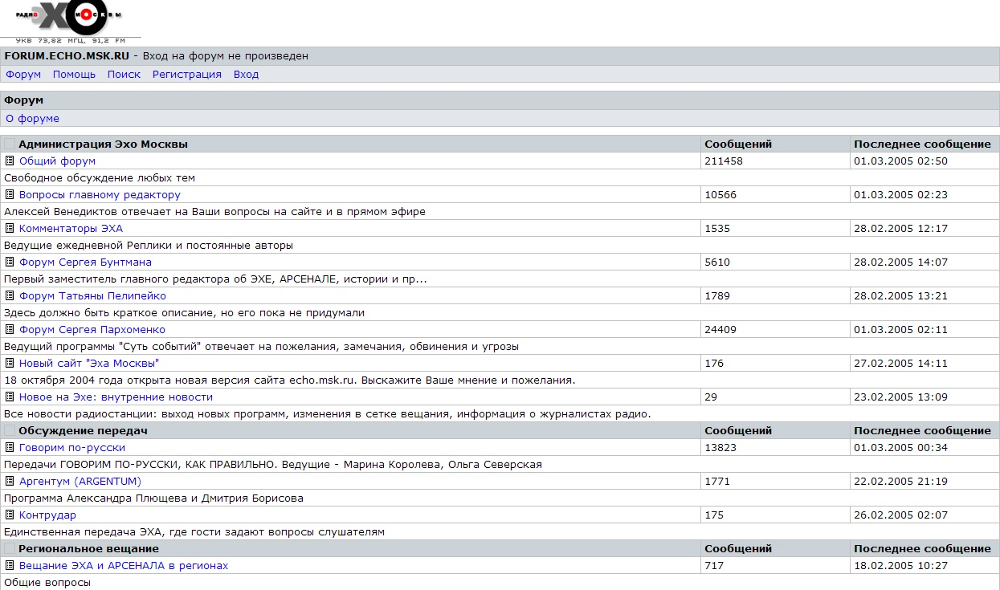 РАДИО ЭХО МОСКВЫ
УКВ 73,82 МГЦ, 91,2 FM
FORUM.ECHO.MSK.RU - Вход на форум не произведен
Форум Помощь Поиск Регистрация Вход
Форум
О форуме
Администрация Эхо Москвы Сообщений Последнее сообщение
Общий форум 211458 01.03.2005 02:50
Свободное обсуждение любых тем
Вопросы главному редактору 10566 01.03.2005 02:23
Алексей Венедиктов отвечает на Ваши вопросы на сайте и в прямом эфире
Комментаторы ЭХА 1535 28.02.2005 12:17
Ведущие ежедневной Реплики и постоянные авторы
Форум Сергея Бунтмана 5610 28.02.2005 14:07
Первый заместитель главного редактора об ЭХЕ, АРСЕНАЛЕ, истории и пр...
Форум Татьяны Пелипейко 1789 28.02.2005 13:21
Здесь должно быть краткое описание, но его пока не придумали
Форум Сергея Пархоменко 24409 01.03.2005 02:11
Ведущий программы "Суть событий" отвечает на пожелания, замечания, обвинения и угрозы
Новый сайт "Эха Москвы" 176 27.02.2005 14:11
18 октября 2004 года открыта новая версия сайта echo.msk.ru. Выскажите Ваше мнение и пожелания.
Новое на Эхе: внутренние новости 29 23.02.2005 13:09
Все новости радиостанции: выход новых программ, изменения в сетке вещания, информация о журналистах радио.
Обсуждение передач Сообщений Последнее сообщение
Говорим по-русски 13823 01.03.2005 00:34
Передачи ГОВОРИМ ПО-РУССКИ, КАК ПРАВИЛЬНО. Ведущие - Марина Королева, Ольга Северская
Аргентум (ARGENTUM) 1771 22.02.2005 21:19
Программа Александра Плющева и Дмитрия Борисова
Контрудар 175 26.02.2005 02:07
Единственная передача ЭХА, где гости задают вопросы слушателям
Региональное вещание Сообщений Последнее сообщение
Вещание ЭХА и АРСЕНАЛА в регионах 717 18.02.2005 10:27
Общие вопросы